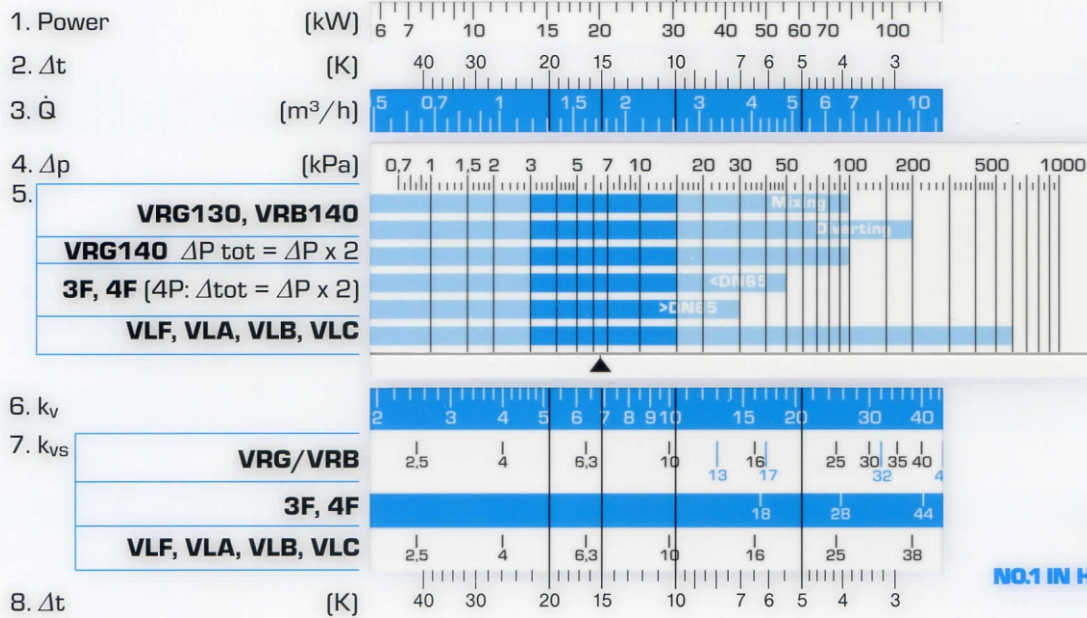 1. Power (kW) 6 7 10 15 20 30 40 50 60 70 100
2. Δt (K) 40 30 20 15 10 7 6 5 4 3
3. Q̇ (m³/h) 5 0,7 1 1,5 2 3 4 5 6 7 10
4. Δp (kPa) 0,7 1 1,5 2 3 5 6 7 10 20 30 50 100 200 500 1000
5.
VRG130, VRB140 Mixing
Diverting
VRG140 ΔP tot = ΔP x 2
3F, 4F (4P: Δtot = ΔP x 2) <DN65
>DN65
VLF, VLA, VLB, VLC
6. kv 2 3 4 5 6 7 8 9 10 15 20 30 40
7. kvs
VRG/VRB 2,5 4 6,3 10 16 25 30 35 40
13 17 32 4
3F, 4F 18 28 44
VLF, VLA, VLB, VLC 2,5 4 6,3 10 16 25 38
NO.1 IN H
8. Δt (K) 40 30 20 15 10 7 6 5 4 3